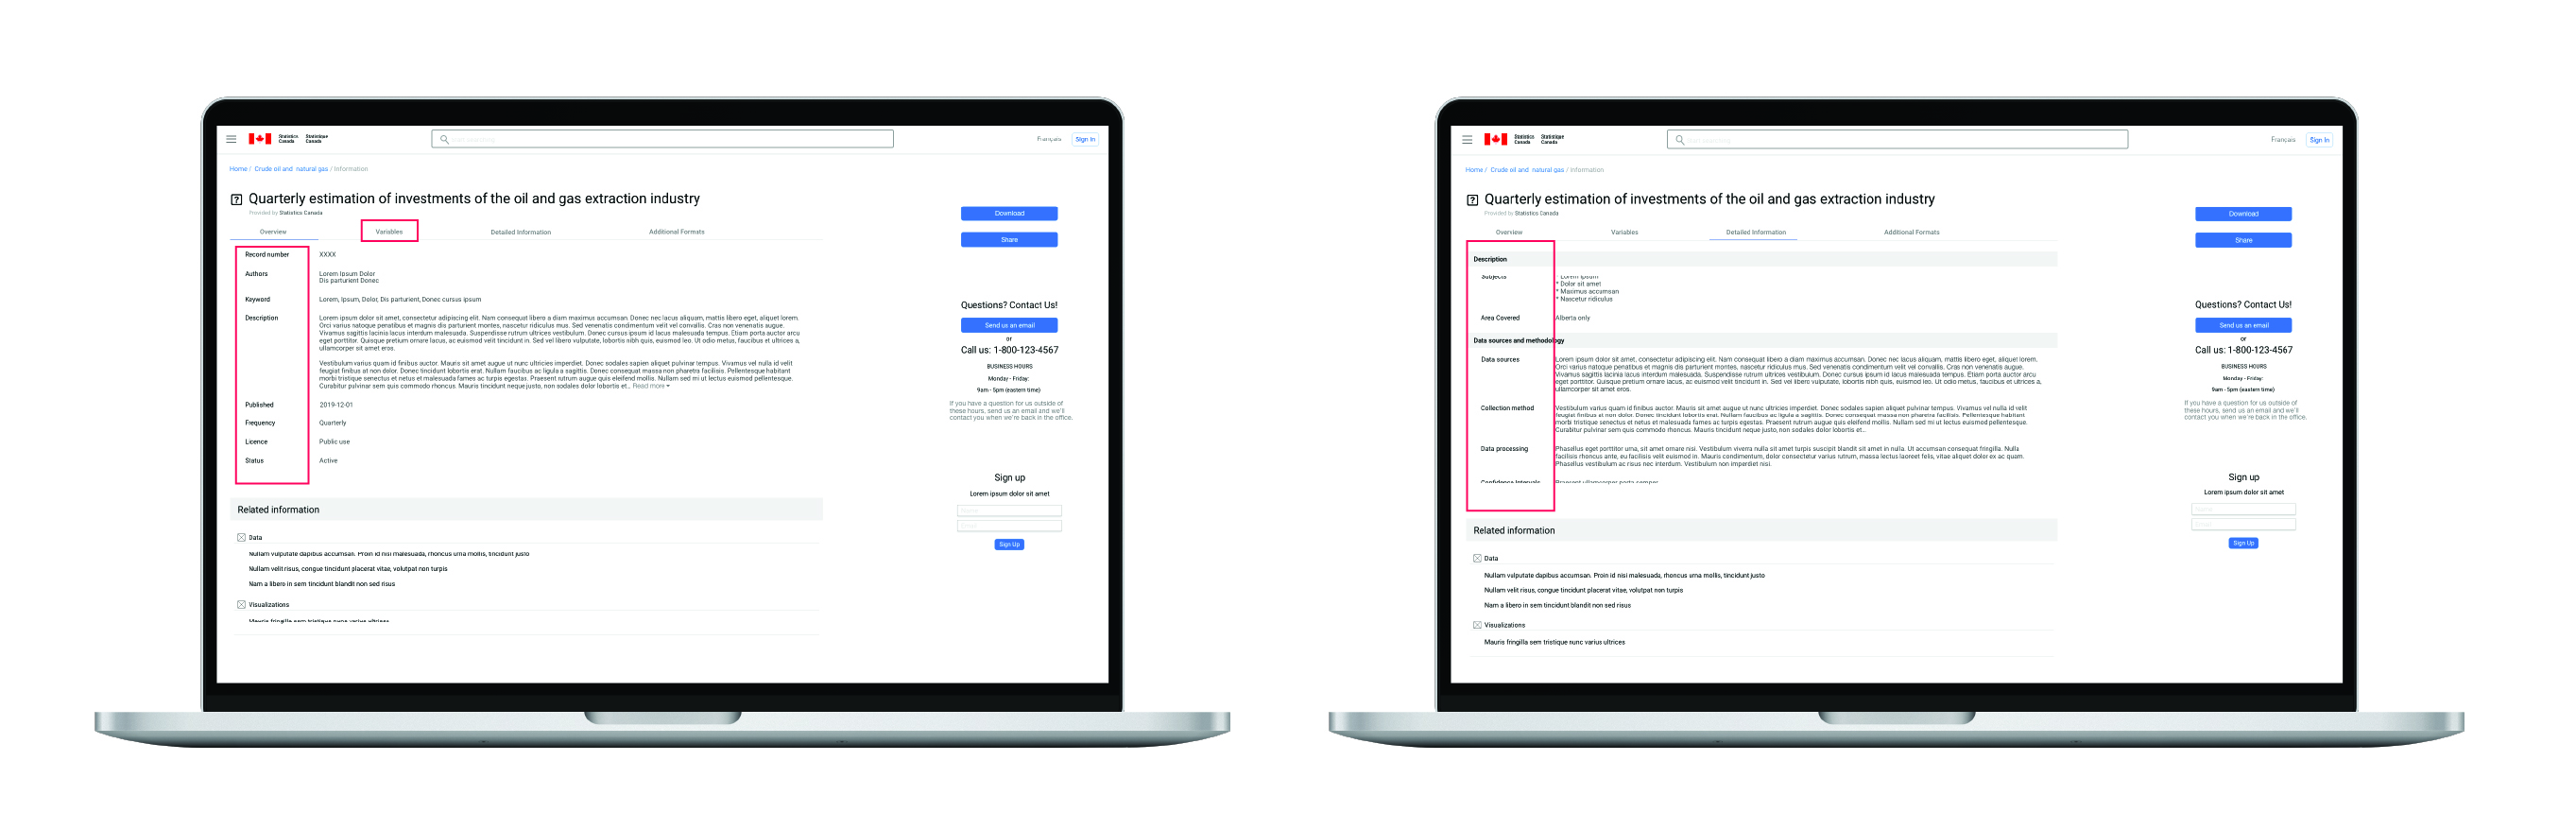 Statistics Canada
Statistique Canada
Français
Sign In
Home / Crude oil and natural gas / Information
? Quarterly estimation of investments of the oil and gas extraction industry
Provided by Statistics Canada
Overview
Variables
Detailed Information
Additional Formats
Record number
XXXX
Authors
Lorem Ipsum Dolor
Dis parturient Donec
Keyword
Lorem, Ipsum, Dolor, Dis parturient, Donec cursus ipsum
Description
Lorem ipsum dolor sit amet, consectetur adipiscing elit. Nam consequat libero a diam maximus accumsan. Donec nec lacus aliquam, mattis libero eget, aliquet lorem.
Orci varius natoque penatibus et magnis dis parturient montes, nascetur ridiculus mus. Sed venenatis condimentum velit vel convallis. Cras non venenatis augue.
Vivamus sagittis lacinia lacus interdum malesuada. Suspendisse rutrum ultrices vestibulum. Donec cursus ipsum id lacus malesuada tempus. Etiam porta auctor arcu
eget porttitor. Quisque pretium ornare lacus, ac euismod velit tincidunt in. Sed vel libero vulputate, lobortis nibh quis, euismod leo. Ut odio metus, faucibus et ultrices a,
ullamcorper sit amet eros.
Vestibulum varius quam id finibus auctor. Mauris sit amet augue ut nunc ultricies imperdiet. Donec sodales sapien aliquet pulvinar tempus. Vivamus vel nulla id velit
feugiat finibus at non dolor. Donec tincidunt lobortis erat. Nullam faucibus ac ligula a sagittis. Donec consequat massa non pharetra facilisis. Pellentesque habitant
morbi tristique senectus et netus et malesuada fames ac turpis egestas. Praesent rutrum augue quis eleifend mollis. Nullam sed mi ut lectus euismod pellentesque.
Curabitur pulvinar sem quis commodo rhoncus. Mauris tincidunt neque justo, non sodales dolor lobortis et... Read more
Published
2019-12-01
Frequency
Quarterly
Licence
Public use
Status
Active
Related information
Data
Nullam vulputate dapibus accumsan. Proin id nisi malesuada, rhoncus urna mollis, tincidunt justo
Nullam velit risus, congue tincidunt placerat vitae, volutpat non turpis
Nam a libero in sem tincidunt blandit non sed risus
Visualizations
Mauris fringilla sem tristique nunc varius ultrices
Download
Share
Questions? Contact Us!
Send us an email
or
Call us: 1-800-123-4567
BUSINESS HOURS
Monday - Friday:
9am - 5pm (eastern time)
If you have a question for us outside of
these hours, send us an email and we'll
contact you when we're back in the office.
Sign up
Lorem ipsum dolor sit amet
Name
Email
Sign Up
Statistics Canada
Statistique Canada
Français
Sign In
Home / Crude oil and natural gas / Information
? Quarterly estimation of investments of the oil and gas extraction industry
Provided by Statistics Canada
Overview
Variables
Detailed Information
Additional Formats
Description
Subjects
* Lorem ipsum
* Dolor sit amet
* Maximus accumsan
* Nascetur ridiculus
Area Covered
Alberta only
Data sources and methodology
Data sources
Lorem ipsum dolor sit amet, consectetur adipiscing elit. Nam consequat libero a diam maximus accumsan. Donec nec lacus aliquam, mattis libero eget, aliquet lorem.
Orci varius natoque penatibus et magnis dis parturient montes, nascetur ridiculus mus. Sed venenatis condimentum velit vel convallis. Cras non venenatis augue.
Vivamus sagittis lacinia lacus interdum malesuada. Suspendisse rutrum ultrices vestibulum. Donec cursus ipsum id lacus malesuada tempus. Etiam porta auctor arcu
eget porttitor. Quisque pretium ornare lacus, ac euismod velit tincidunt in. Sed vel libero vulputate, lobortis nibh quis, euismod leo. Ut odio metus, faucibus et ultrices a,
ullamcorper sit amet eros.
Collection method
Vestibulum varius quam id finibus auctor. Mauris sit amet augue ut nunc ultricies imperdiet. Donec sodales sapien aliquet pulvinar tempus. Vivamus vel nulla id velit
feugiat finibus et non dolor. Donec tincidunt lobortis erat. Nullam faucibus ac ligula a sagittis. Donec consequat massa non pharetra facilisis. Pellentesque habitant
morbi tristique senectus et netus et malesuada fames ac turpis egestas. Praesent rutrum augue quis eleifend mollis. Nullam sed mi ut lectus euismod pellentesque.
Curabitur pulvinar sem quis commodo rhoncus. Mauris tincidunt neque justo, non sodales dolor lobortis et...
Data processing
Phasellus eget porttitor urna, sit amet ornare nisi. Vestibulum viverra nulla sit amet turpis suscipit blandit sit amet in nulla. Ut accumsan consequat fringilla. Nulla
facilisis rhoncus ante, eu facilisis velit euismod in. Mauris condimentum, dolor consectetur varius rutrum, massa lectus laoreet felis, vitae aliquet dolor ex ac quam.
Phasellus vestibulum ac risus nec interdum. Vestibulum non imperdiet nisi.
Confidence Intervals
Praesent ullamcorper porta semper
Related information
Data
Nullam vulputate dapibus accumsan. Proin id nisi malesuada, rhoncus urna mollis, tincidunt justo
Nullam velit risus, congue tincidunt placerat vitae, volutpat non turpis
Nam a libero in sem tincidunt blandit non sed risus
Visualizations
Mauris fringilla sem tristique nunc varius ultrices
Download
Share
Questions? Contact Us!
Send us an email
or
Call us: 1-800-123-4567
BUSINESS HOURS
Monday - Friday:
9am - 5pm (eastern time)
If you have a question for us outside of
these hours, send us an email and we'll
contact you when we're back in the office.
Sign up
Lorem ipsum dolor sit amet
Name
Email
Sign Up